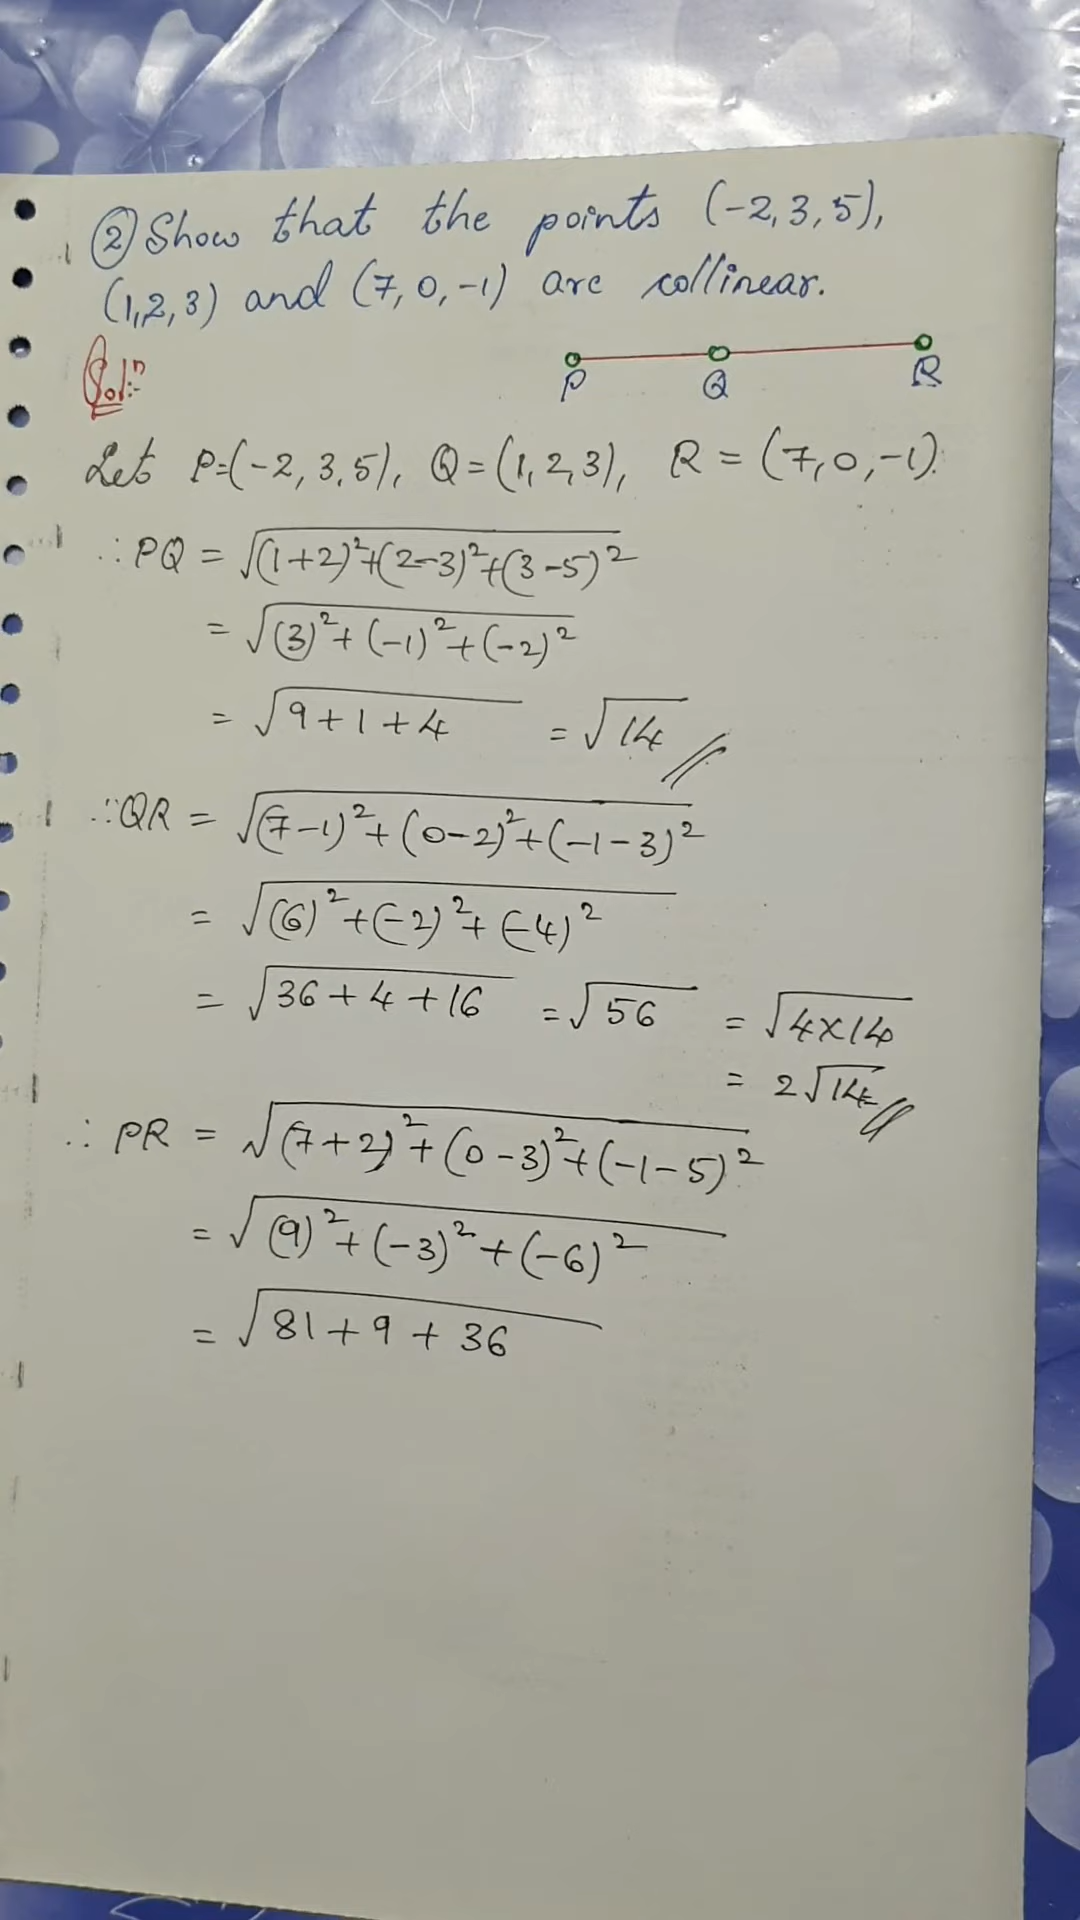 ② Show that the points (-2, 3, 5),
(1, 2, 3) and (7, 0, -1) are collinear.
Solⁿ:-
P Q R
Let P=(-2, 3, 5), Q=(1, 2, 3), R = (7, 0, -1).
∴ PQ = √(1+2)²+(2-3)²+(3-5)²
= √(3)²+(-1)²+(-2)²
= √9+1+4 = √14
∴ QR = √(7-1)²+(0-2)²+(-1-3)²
= √(6)²+(-2)²+(-4)²
= √36+4+16 = √56 = √4×14
= 2√14
∴ PR = √(7+2)²+(0-3)²+(-1-5)²
= √(9)²+(-3)²+(-6)²
= √81+9+36